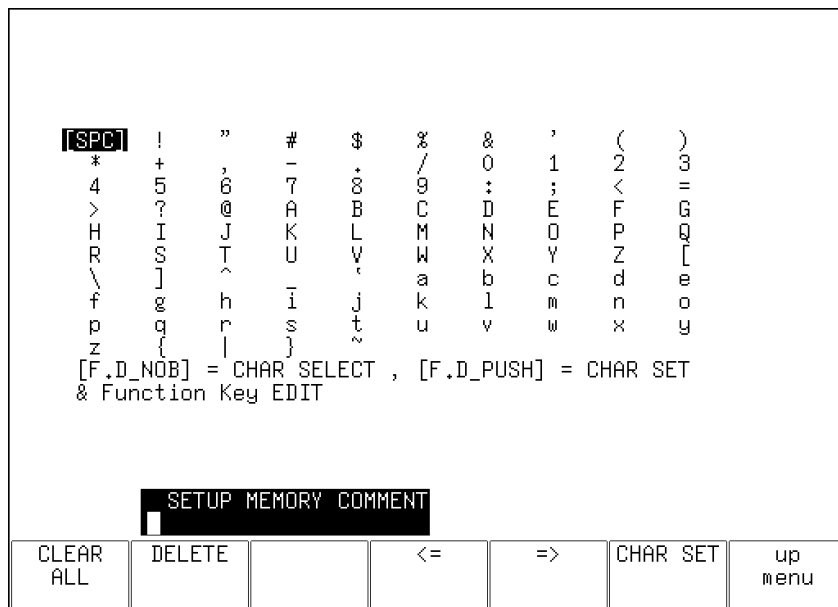 [SPC] ! " # $ % & ' ( )
* + , - . / 0 1 2 3
4 5 6 7 8 9 : ; < =
> ? @ A B C D E F G
H I J K L M N O P Q
R S T U V W X Y Z [
\ ] ^ _ ‛ a b c d e
f g h i j k l m n o
p q r s t u v w x y
z { | } ~
[F.D_NOB] = CHAR SELECT , [F.D_PUSH] = CHAR SET
& Function Key EDIT
SETUP MEMORY COMMENT
CLEAR ALL
DELETE
<=
=>
CHAR SET
up menu